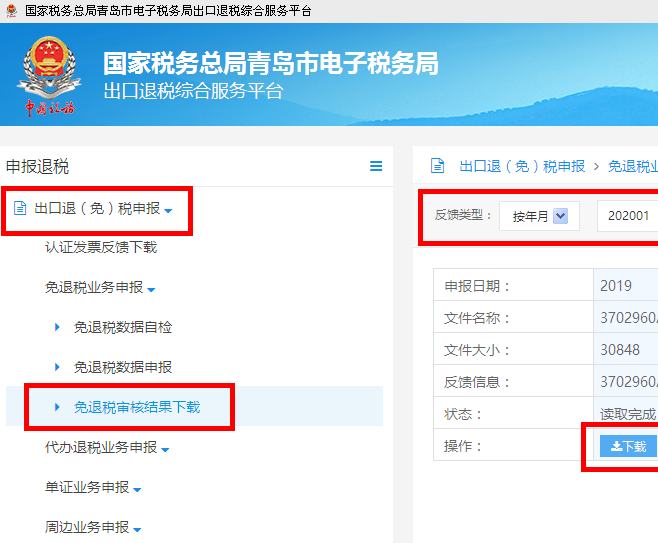 国家税务总局青岛市电子税务局出口退税综合服务平台
国家税务总局青岛市电子税务局
出口退税综合服务平台
中国税务
申报退税
出口退（免）税申报
认证发票反馈下载
免退税业务申报
免退税数据自检
免退税数据申报
免退税审核结果下载
代办退税业务申报
单证业务申报
周边业务申报
出口退（免）税申报 > 免退税业
反馈类型： 按年月 202001
申报日期： 2019
文件名称： 3702960
文件大小： 30848
反馈信息： 3702960
状态： 读取完成
操作： 下载